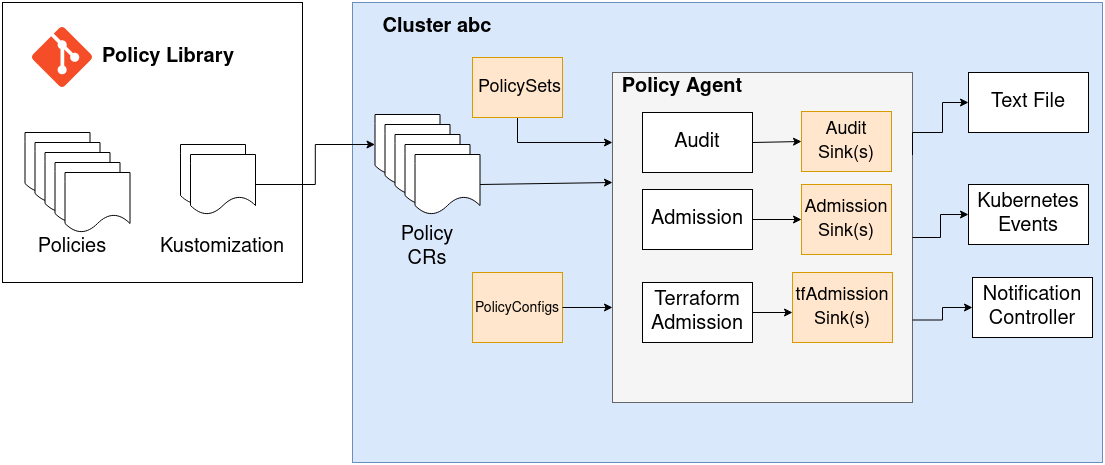 Policy Library
Policies
Kustomization
Cluster abc
PolicySets
Policy
CRs
PolicyConfigs
Policy Agent
Audit
Audit
Sink(s)
Admission
Admission
Sink(s)
Terraform
Admission
tfAdmission
Sink(s)
Text File
Kubernetes
Events
Notification
Controller